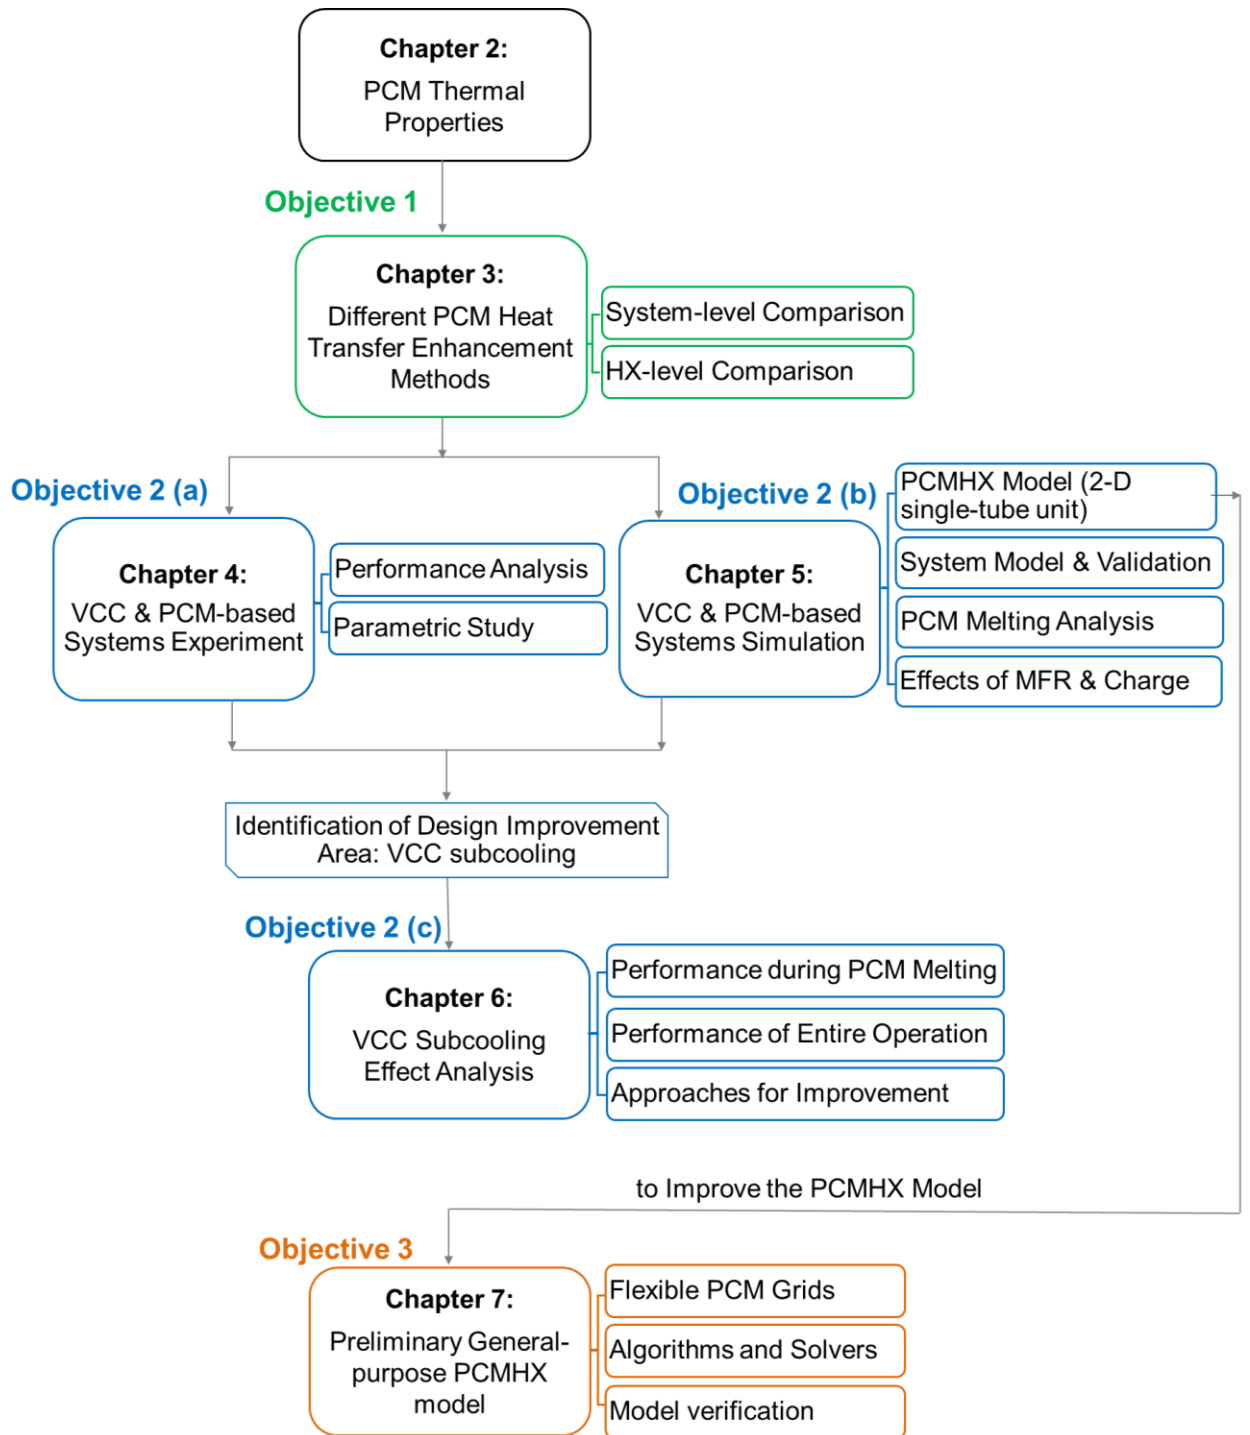 Chapter 2:
PCM Thermal
Properties
Objective 1
Chapter 3:
Different PCM Heat
Transfer Enhancement
Methods
System-level Comparison
HX-level Comparison
Objective 2 (a)
Chapter 4:
VCC & PCM-based
Systems Experiment
Performance Analysis
Parametric Study
Objective 2 (b)
Chapter 5:
VCC & PCM-based
Systems Simulation
PCMHX Model (2-D
single-tube unit)
System Model & Validation
PCM Melting Analysis
Effects of MFR & Charge
Identification of Design Improvement
Area: VCC subcooling
Objective 2 (c)
Chapter 6:
VCC Subcooling
Effect Analysis
Performance during PCM Melting
Performance of Entire Operation
Approaches for Improvement
to Improve the PCMHX Model
Objective 3
Chapter 7:
Preliminary General-
purpose PCMHX
model
Flexible PCM Grids
Algorithms and Solvers
Model verification